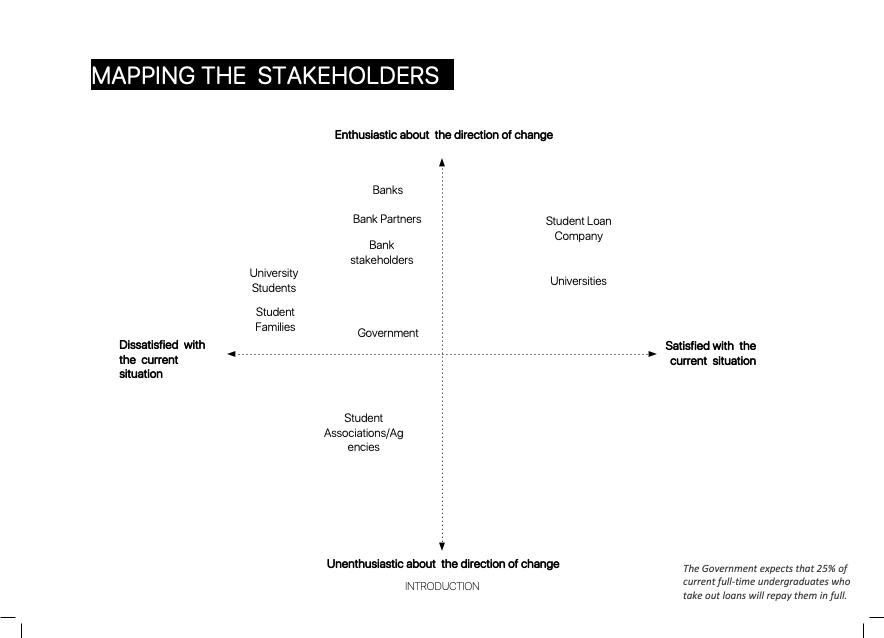 MAPPING THE STAKEHOLDERS
Enthusiastic about the direction of change
Banks
Bank Partners
Bank
stakeholders
Student Loan
Company
University
Students
Universities
Student
Families
Government
Dissatisfied with
the current
situation
Satisfied with the
current situation
Student
Associations/Ag
encies
Unenthusiastic about the direction of change
INTRODUCTION
The Government expects that 25% of
current full-time undergraduates who
take out loans will repay them in full.